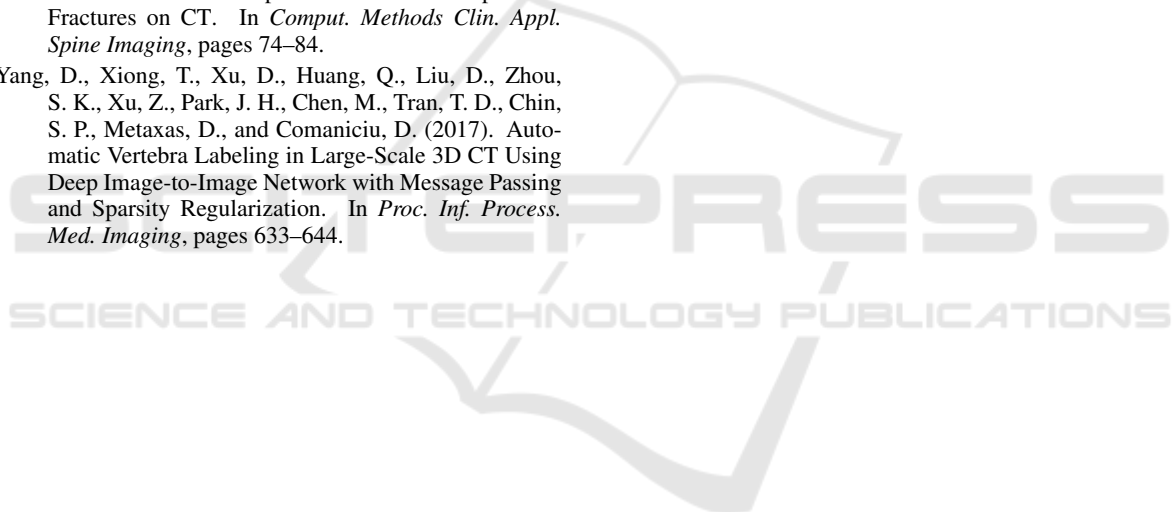 Fractures on CT. In Comput. Methods Clin. Appl.
Spine Imaging, pages 74–84.
Yang, D., Xiong, T., Xu, D., Huang, Q., Liu, D., Zhou,
S. K., Xu, Z., Park, J. H., Chen, M., Tran, T. D., Chin,
S. P., Metaxas, D., and Comaniciu, D. (2017). Auto-
matic Vertebra Labeling in Large-Scale 3D CT Using
Deep Image-to-Image Network with Message Passing
and Sparsity Regularization. In Proc. Inf. Process.
Med. Imaging, pages 633–644.
SCITEPRESS
SCIENCE AND TECHNOLOGY PUBLICATIONS